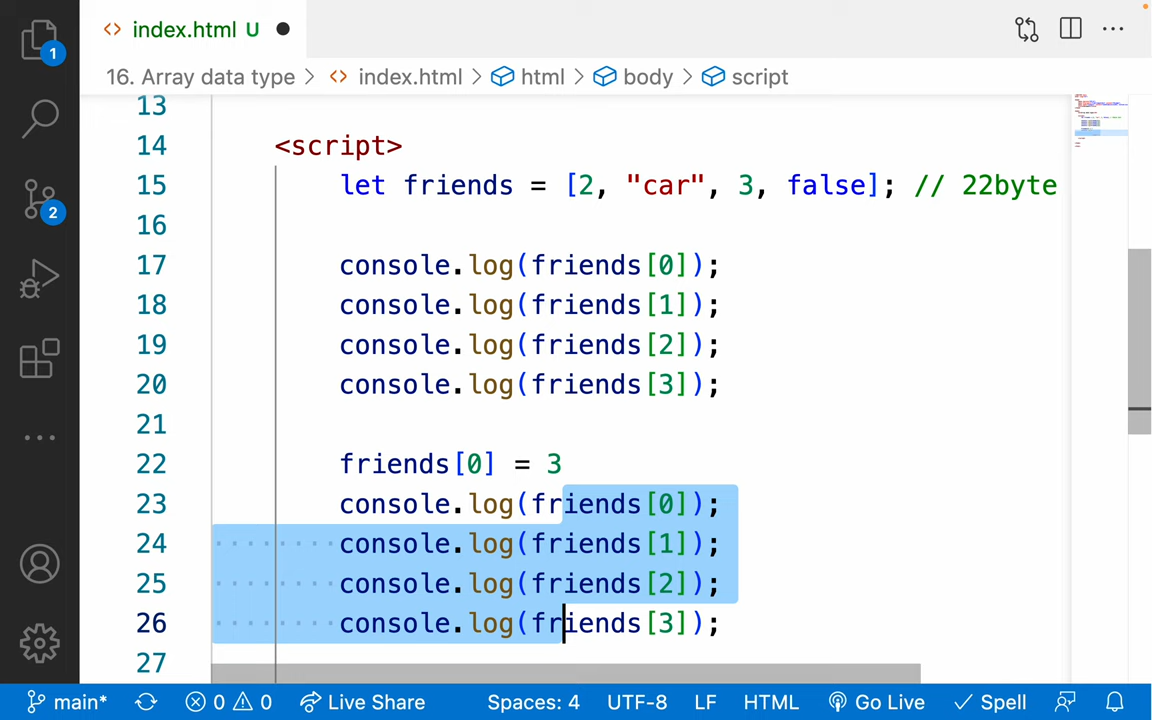 index.html U
1
16. Array data type > index.html > html > body > script
13
14 <script>
15 let friends = [2, "car", 3, false]; // 22byte
16
17 console.log(friends[0]);
18 console.log(friends[1]);
19 console.log(friends[2]);
20 console.log(friends[3]);
21
22 friends[0] = 3
23 console.log(friends[0]);
24 console.log(friends[1]);
25 console.log(friends[2]);
26 console.log(friends[3]);
27
2
main* 0 0 Live Share Spaces: 4 UTF-8 LF HTML Go Live Spell